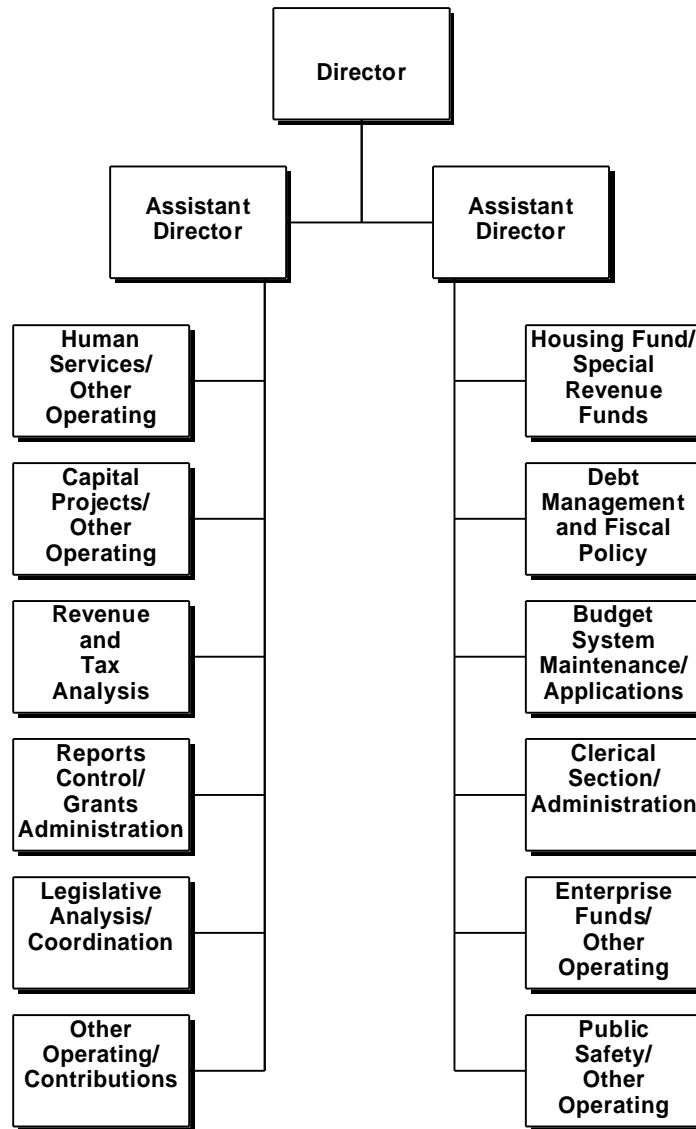 Director
Assistant
Director
Assistant
Director
Human
Services/
Other
Operating
Housing Fund/
Special
Revenue
Funds
Capital
Projects/
Other
Operating
Debt
Management
and Fiscal
Policy
Revenue
and
Tax
Analysis
Budget
System
Maintenance/
Applications
Reports
Control/
Grants
Administration
Clerical
Section/
Administration
Legislative
Analysis/
Coordination
Enterprise
Funds/
Other
Operating
Other
Operating/
Contributions
Public
Safety/
Other
Operating